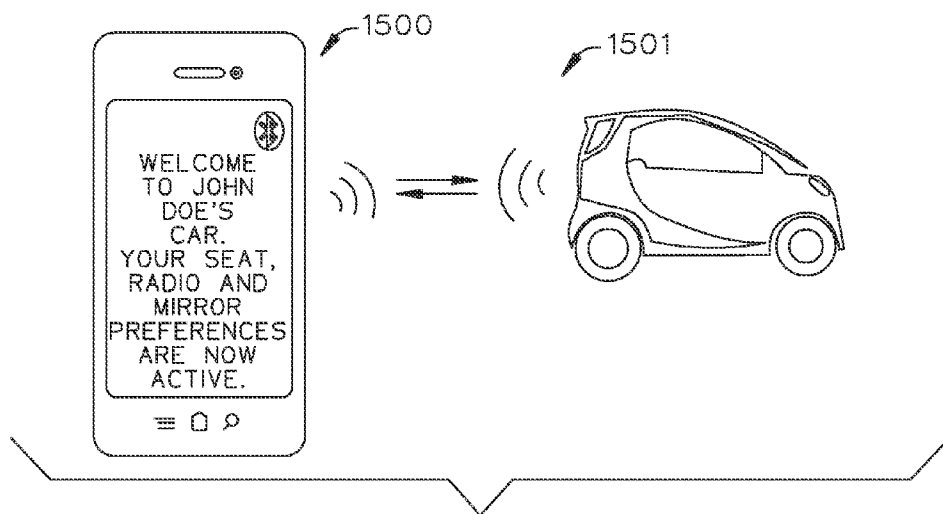 1500
1501
WELCOME
TO JOHN
DOE'S
CAR.
YOUR SEAT,
RADIO AND
MIRROR
PREFERENCES
ARE NOW
ACTIVE.